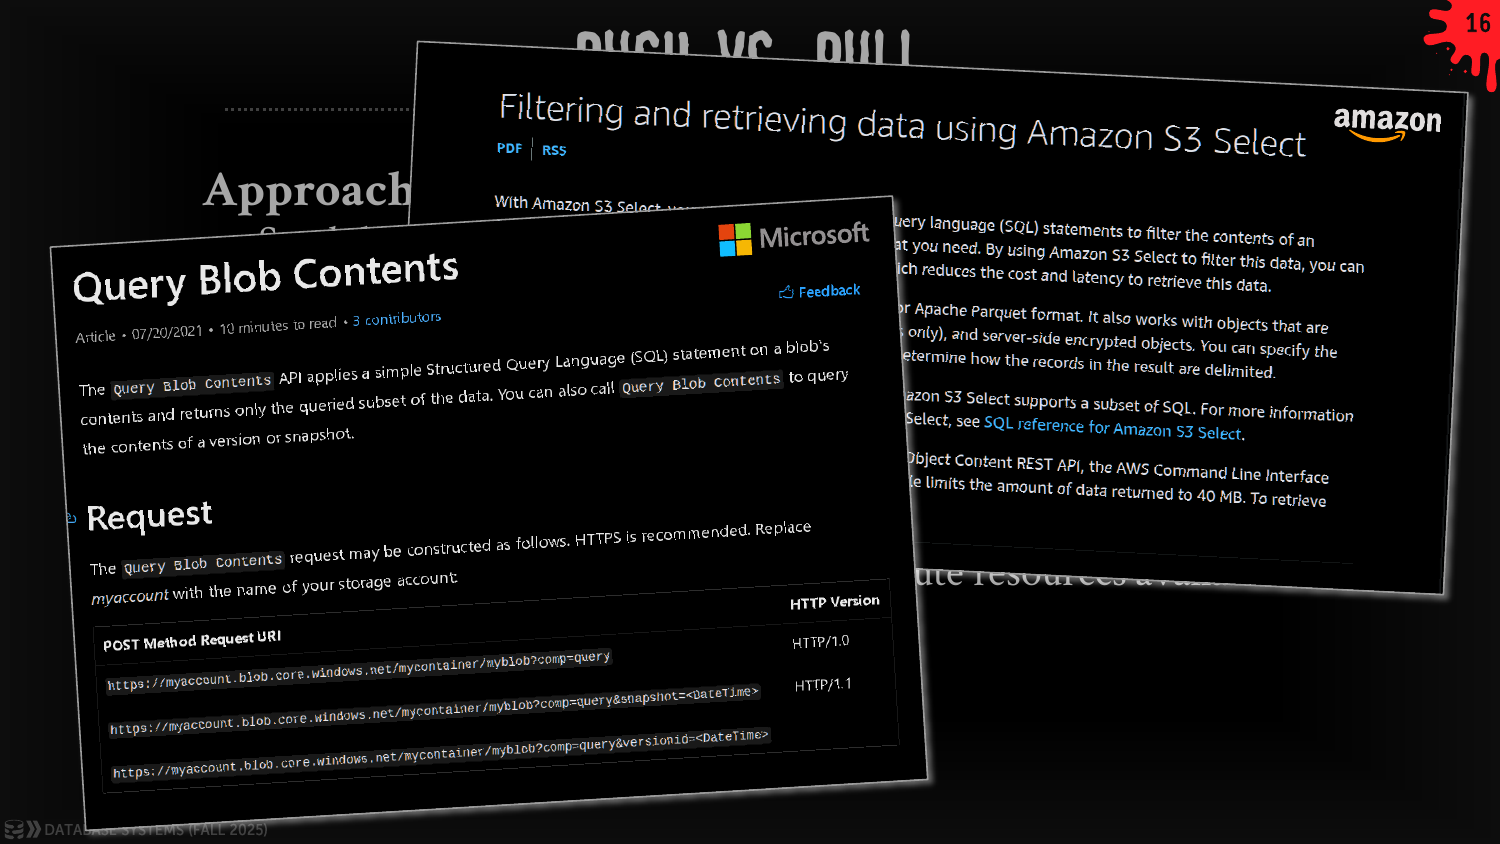 16
PUSH VS. PULL
Approach
Filtering and retrieving data using Amazon S3 Select
amazon
PDF | RSS
With Amazon S3 Select,
uery language (SQL) statements to filter the contents of an
at you need. By using Amazon S3 Select to filter this data, you can
ich reduces the cost and latency to retrieve this data.
or Apache Parquet format. It also works with objects that are
s only), and server-side encrypted objects. You can specify the
etermine how the records in the result are delimited.
azon S3 Select supports a subset of SQL. For more information
Select, see SQL reference for Amazon S3 Select.
Object Content REST API, the AWS Command Line Interface
le limits the amount of data returned to 40 MB. To retrieve
ute resources
Microsoft
Query Blob Contents
Feedback
Article • 07/20/2021 • 10 minutes to read • 3 contributors
The Query Blob Contents API applies a simple Structured Query Language (SQL) statement on a blob's
contents and returns only the queried subset of the data. You can also call Query Blob Contents to query
the contents of a version or snapshot.
Request
The Query Blob Contents request may be constructed as follows. HTTPS is recommended. Replace
myaccount with the name of your storage account:
POST Method Request URI HTTP Version
https://myaccount.blob.core.windows.net/mycontainer/myblob?comp=query HTTP/1.0
https://myaccount.blob.core.windows.net/mycontainer/myblob?comp=query&snapshot=<DateTime> HTTP/1.1
https://myaccount.blob.core.windows.net/mycontainer/myblob?comp=query&versionid=<DateTime>
DATABASE SYSTEMS (FALL 2025)